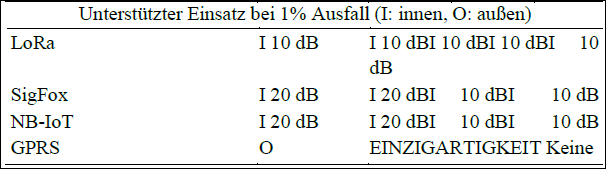 Unterstützter Einsatz bei 1% Ausfall (I: innen, O: außen)
LoRa I 10 dB I 10 dBI 10 dBI 10 dBI 10
dB
SigFox I 20 dB I 20 dBI 10 dBI 10 dB
NB-IoT I 20 dB I 20 dBI 10 dBI 10 dB
GPRS O EINZIGARTIGKEIT Keine